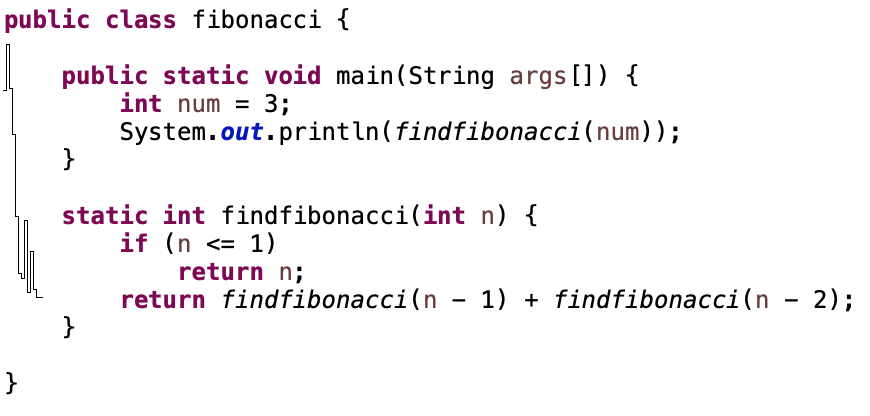 public class fibonacci {
public static void main(String args[]) {
int num = 3;
System.out.println(findfibonacci(num));
}
static int findfibonacci(int n) {
if (n <= 1)
return n;
return findfibonacci(n - 1) + findfibonacci(n - 2);
}
}